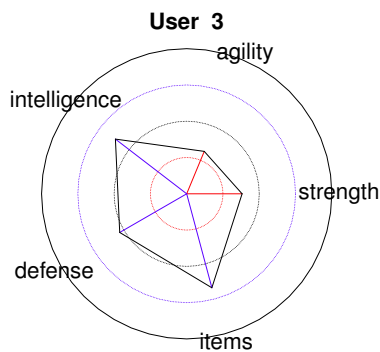 User 3
agility
intelligence
strength
defense
items